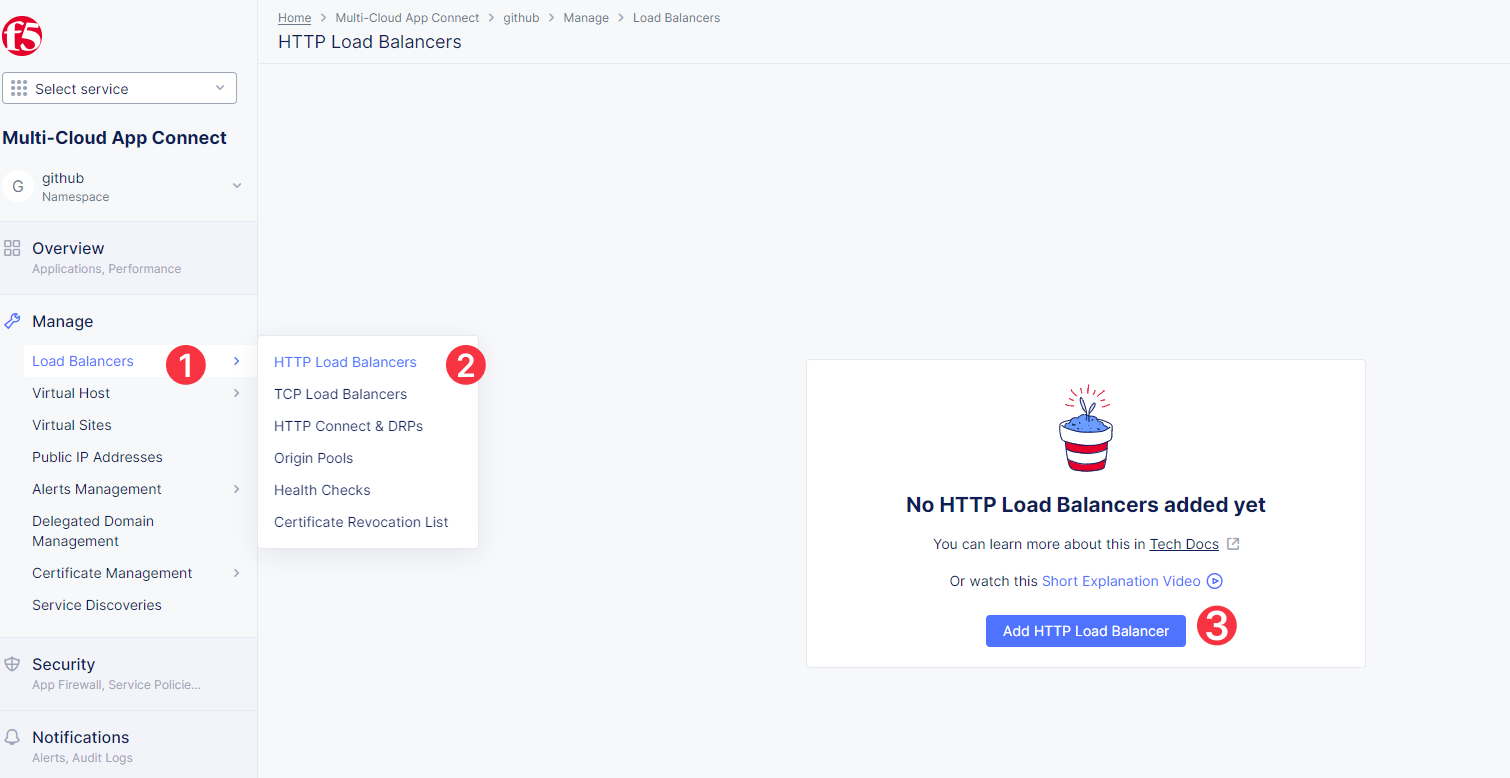 f5
Select service
Multi-Cloud App Connect
G
github
Namespace
Overview
Applications, Performance
Manage
Load Balancers
1
Virtual Host
Virtual Sites
Public IP Addresses
Alerts Management
Delegated Domain
Management
Certificate Management
Service Discoveries
Security
App Firewall, Service Policie...
Notifications
Alerts, Audit Logs
HTTP Load Balancers
2
TCP Load Balancers
HTTP Connect & DRPs
Origin Pools
Health Checks
Certificate Revocation List
Home > Multi-Cloud App Connect > github > Manage > Load Balancers
HTTP Load Balancers
No HTTP Load Balancers added yet
You can learn more about this in Tech Docs
Or watch this Short Explanation Video
Add HTTP Load Balancer
3